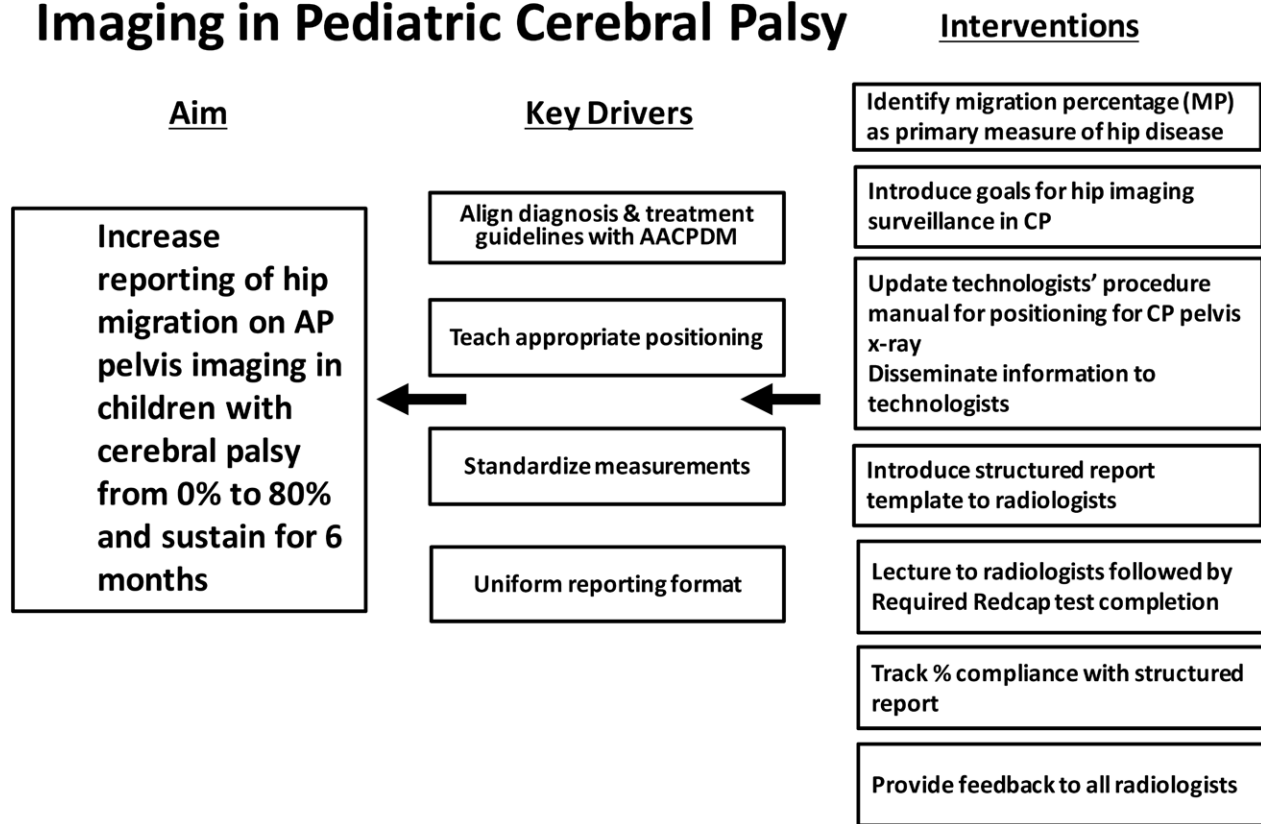 Imaging in Pediatric Cerebral Palsy
Aim
Increase
reporting of hip
migration on AP
pelvis imaging in
children with
cerebral palsy
from 0% to 80%
and sustain for 6
months
Key Drivers
Align diagnosis & treatment
guidelines with AACPDM
Teach appropriate positioning
Standardize measurements
Uniform reporting format
Interventions
Identify migration percentage (MP)
as primary measure of hip disease
Introduce goals for hip imaging
surveillance in CP
Update technologists’ procedure
manual for positioning for CP pelvis
x-ray
Disseminate information to
technologists
Introduce structured report
template to radiologists
Lecture to radiologists followed by
Required Redcap test completion
Track % compliance with structured
report
Provide feedback to all radiologists